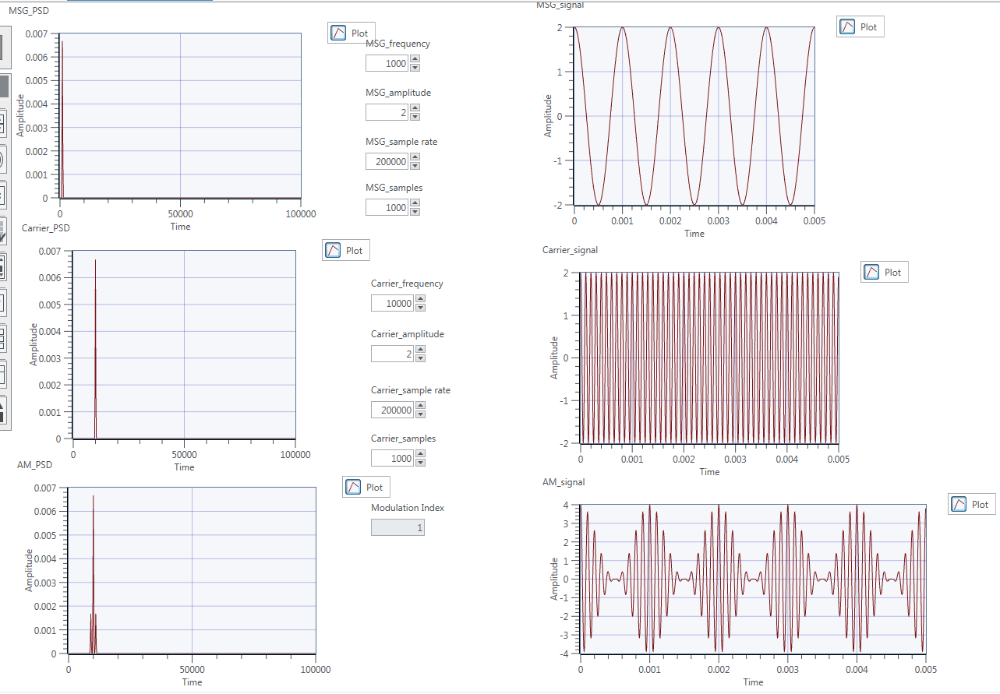 MSG_PSD
Plot
0.007
0.006
0.005
0.004
0.003
0.002
0.001
0
Amplitude
0 50000 100000
Time
MSG_frequency
1000
MSG_amplitude
2
MSG_sample rate
200000
MSG_samples
1000
MSG_signal
Plot
2
1
0
-1
-2
Amplitude
0 0.001 0.002 0.003 0.004 0.005
Time
Carrier_PSD
Plot
0.007
0.006
0.005
0.004
0.003
0.002
0.001
0
Amplitude
0 50000 100000
Time
Carrier_frequency
10000
Carrier_amplitude
2
Carrier_sample rate
200000
Carrier_samples
1000
Carrier_signal
Plot
2
1
0
-1
-2
Amplitude
0 0.001 0.002 0.003 0.004 0.005
Time
AM_PSD
Plot
0.007
0.006
0.005
0.004
0.003
0.002
0.001
0
Amplitude
0 50000 100000
Time
Modulation Index
1
AM_signal
Plot
4
3
2
1
0
-1
-2
-3
-4
Amplitude
0 0.001 0.002 0.003 0.004 0.005
Time